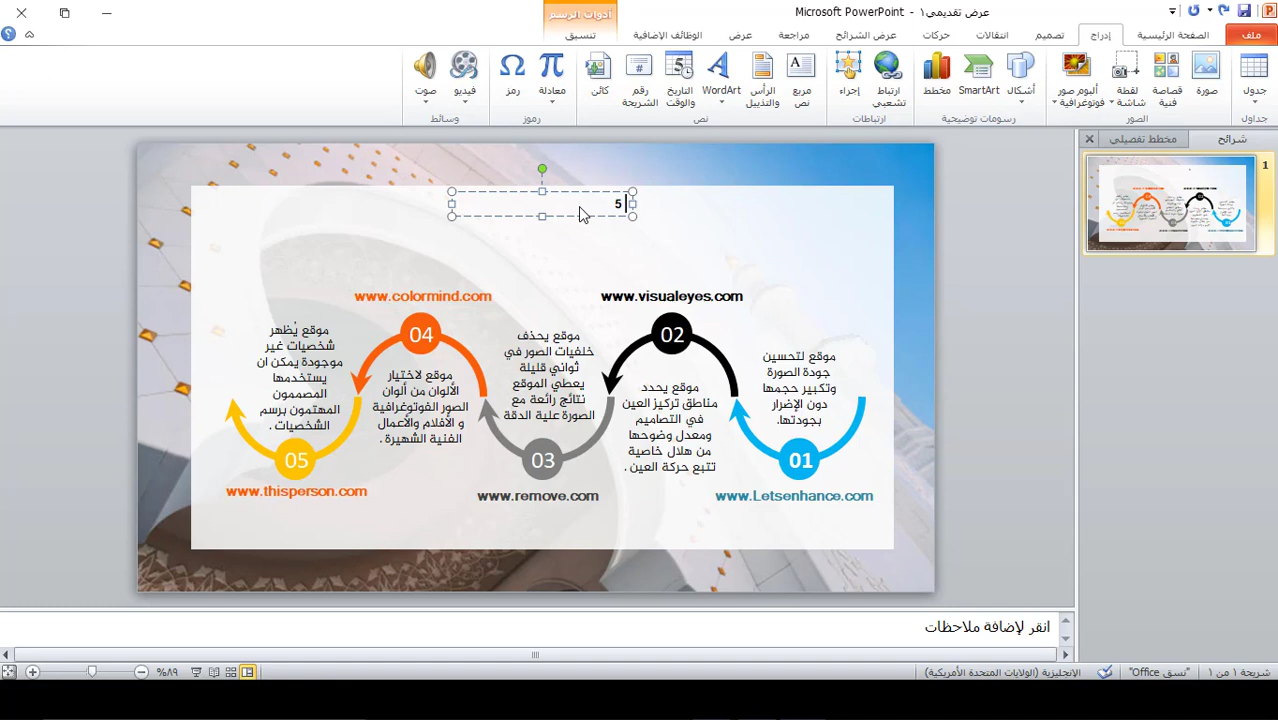 عرض تقديمي١ - Microsoft PowerPoint
أدوات الرسم
ملف
الصفحة الرئيسية
إدراج
تصميم
انتقالات
حركات
عرض الشرائح
مراجعة
عرض
الوظائف الإضافية
تنسيق
جدول
صورة
قصاصة فنية
لقطة شاشة
ألبوم صور فوتوغرافية
أشكال
SmartArt
مخطط
ارتباط تشعبي
إجراء
مربع نص
الرأس والتذييل
WordArt
التاريخ والوقت
رقم الشريحة
كائن
معادلة
رمز
فيديو
صوت
جداول
الصور
رسومات توضيحية
ارتباطات
نص
رموز
وسائط
شرائح
مخطط تفصيلي
1
5
www.visualeyes.com
www.colormind.com
01
02
03
04
05
موقع لتحسين
جودة الصورة
وتكبير حجمها
دون الإضرار
بجودتها.
موقع يحدد
مناطق تركيز العين
في التصاميم
ومعدل وضوحها
من هلال خاصية
تتبع حركة العين .
موقع يحذف
خلفيات الصور في
ثواني قليلة
يعطي الموقع
نتائج رائعة مع
الصورة علية الدقة
موقع لاختيار
الألوان من ألوان
الصور الفوتوغرافية
و الأفلام والأعمال
الفنية الشهيرة .
موقع يُظهر
شخصيات غير
موجودة يمكن ان
يستخدمها
المصممون
المهتمون برسم
الشخصيات .
www.Letsenhance.com
www.remove.com
www.thisperson.com
انقر لإضافة ملاحظات
شريحة ١ من ١
"نسق Office"
الإنجليزية (الولايات المتحدة الأمريكية)
٨٩%